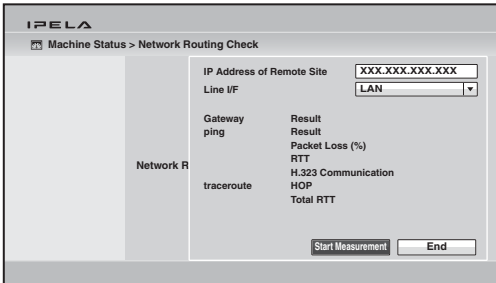 IPELA
Machine Status > Network Routing Check
IP Address of Remote Site XXX.XXX.XXX.XXX
Line I/F LAN
Gateway Result
ping Result
Packet Loss (%)
RTT
Network R
H.323 Communication
traceroute HOP
Total RTT
Start Measurement End